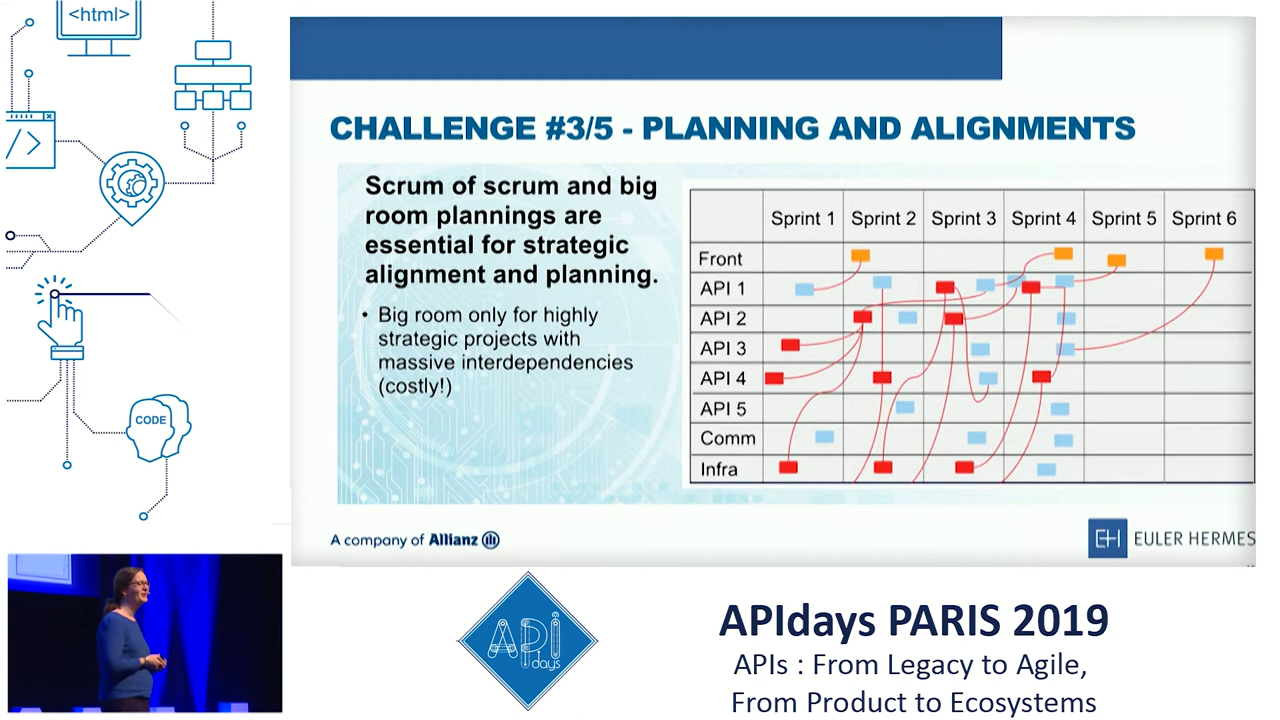 <html>
</>
CODE
CHALLENGE #3/5 - PLANNING AND ALIGNMENTS
Scrum of scrum and big
room plannings are
essential for strategic
alignment and planning.
• Big room only for highly
strategic projects with
massive interdependencies
(costly!)
Sprint 1 Sprint 2 Sprint 3 Sprint 4 Sprint 5 Sprint 6
Front
API 1
API 2
API 3
API 4
API 5
Comm
Infra
A company of Allianz
EH EULER HERMES
API
days
APIdays PARIS 2019
APIs : From Legacy to Agile,
From Product to Ecosystems